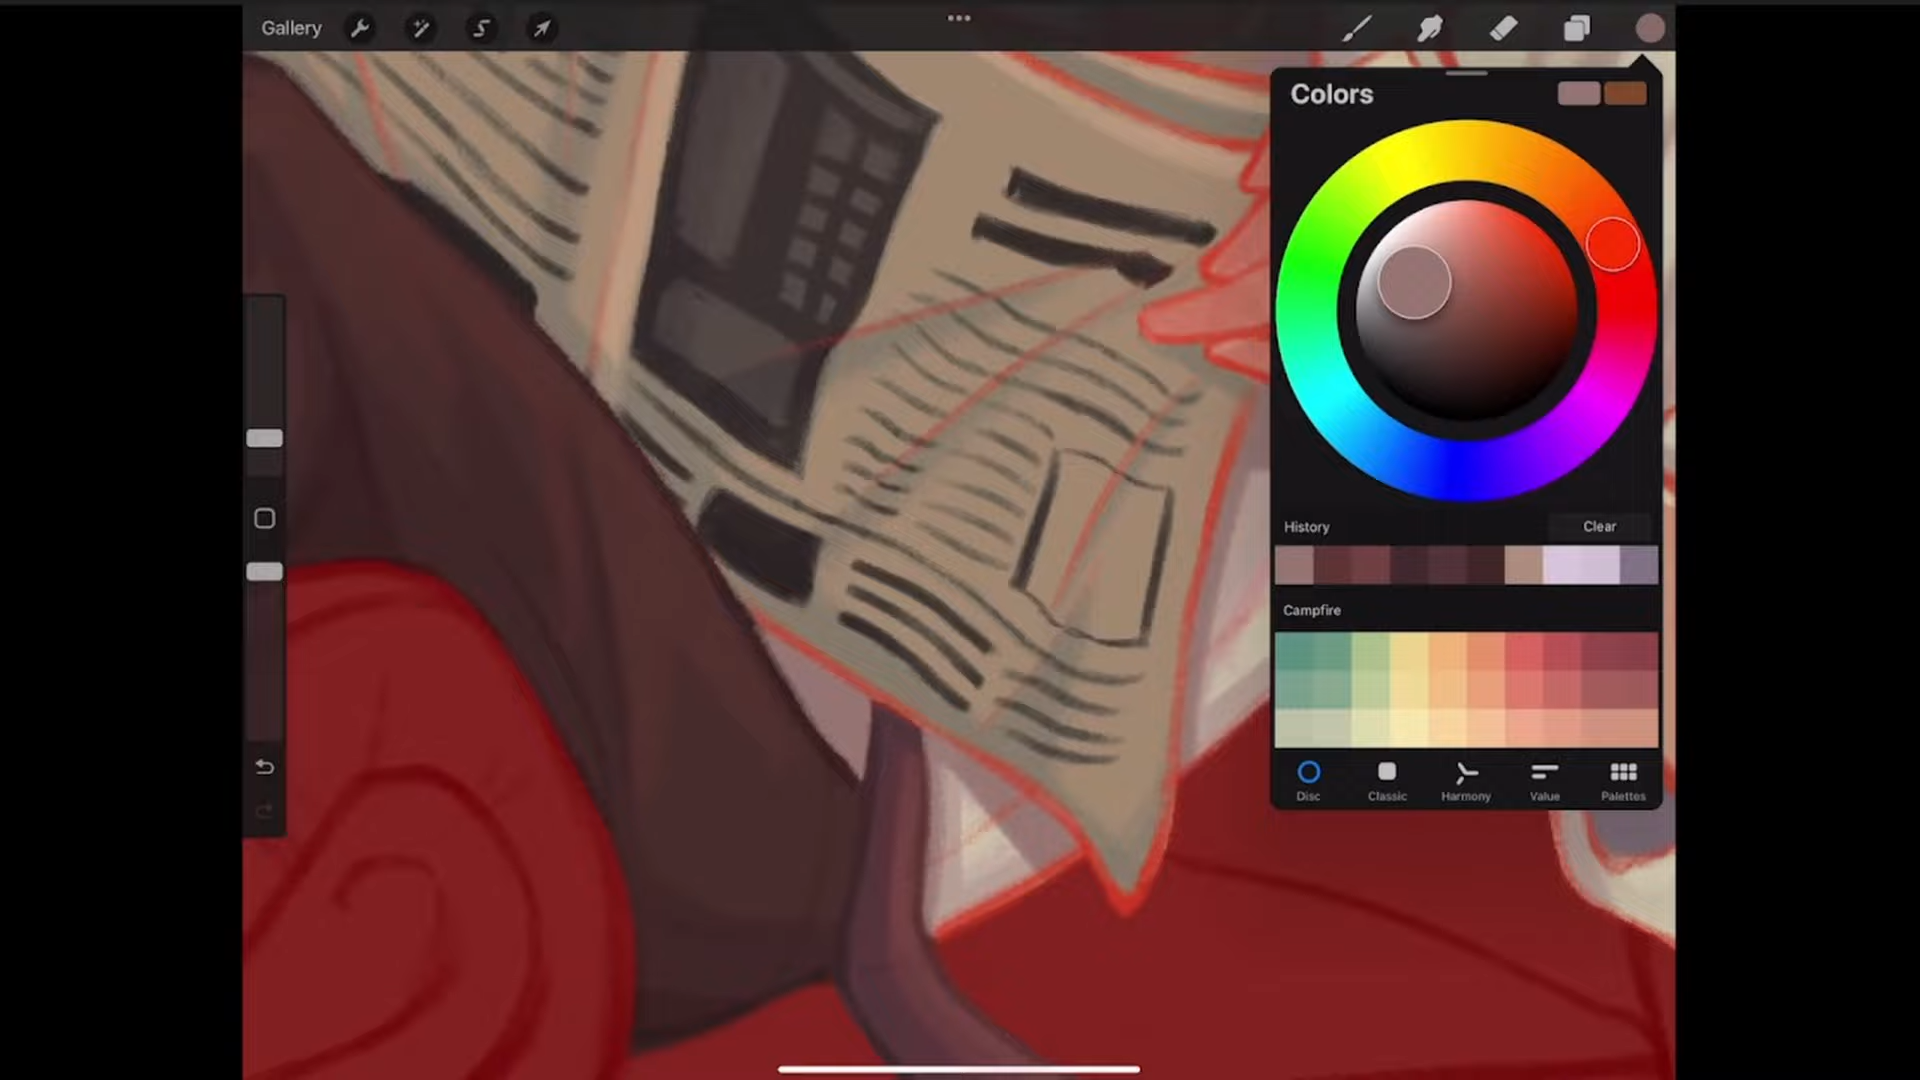 Gallery
Colors
History
Clear
Campfire
Disc
Classic
Harmony
Value
Palettes